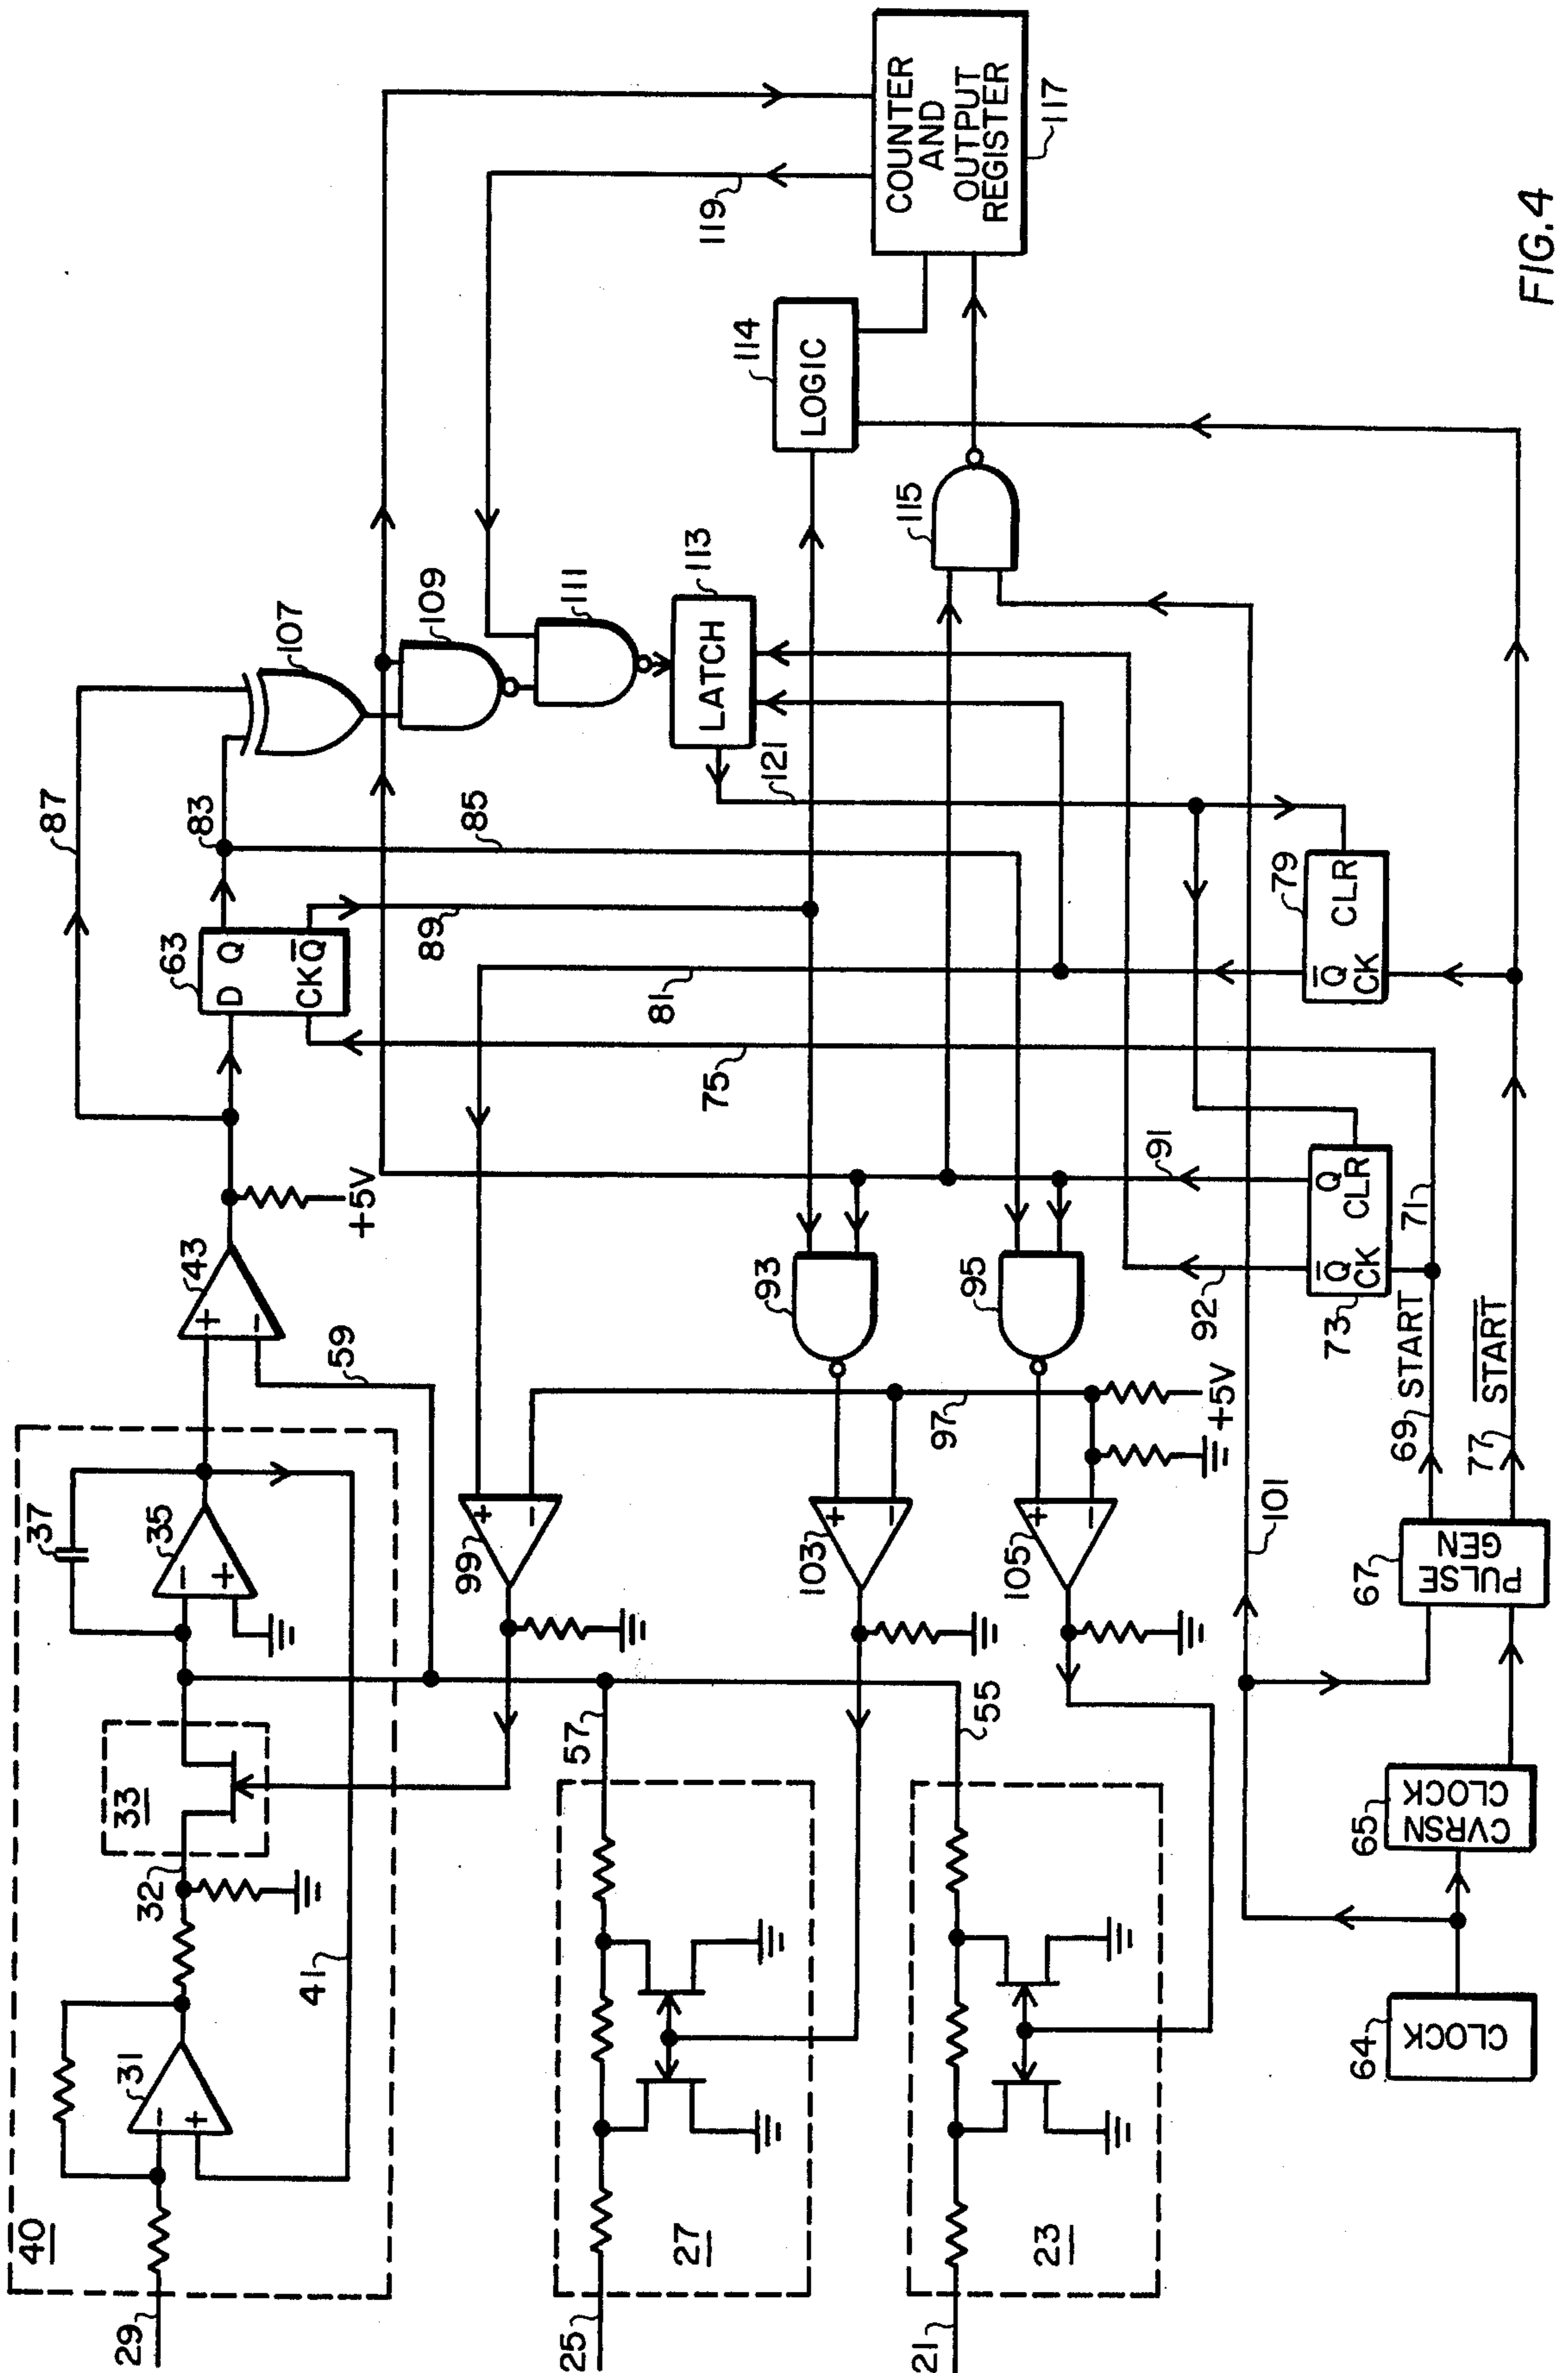 40
29
31
32
33
41
35
37
43
59
+5V
87
63
D Q
CK Q̅
83
85
89
81
75
107
109
111
113
LATCH
121
119
114
LOGIC
115
COUNTER
AND
OUTPUT
REGISTER
117
25
27
57
99
103
93
95
105
97
+5V
55
21
23
92
91
73
Q̅ Q
CK CLR
71
79
Q̅
CK CLR
101
64
CLOCK
65
CVRSN
CLOCK
67
PULSE
GEN
69
START
77
S̅T̅A̅R̅T̅
+
−
+
−
+
−
+
−
+
−
+
−
FIG.4